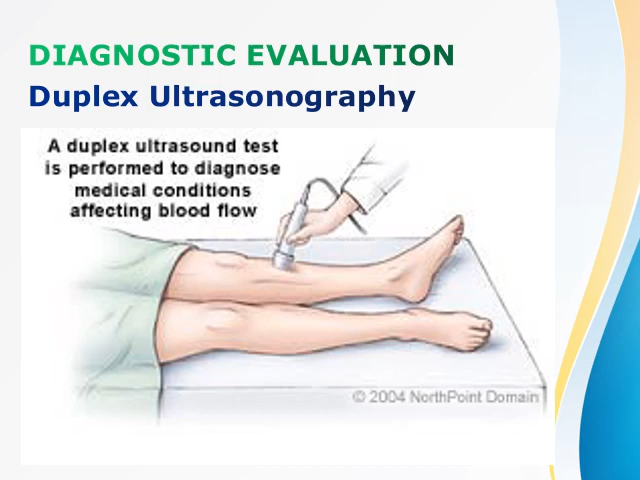 DIAGNOSTIC EVALUATION
Duplex Ultrasonography
A duplex ultrasound test
is performed to diagnose
medical conditions
affecting blood flow
© 2004 NorthPoint Domain